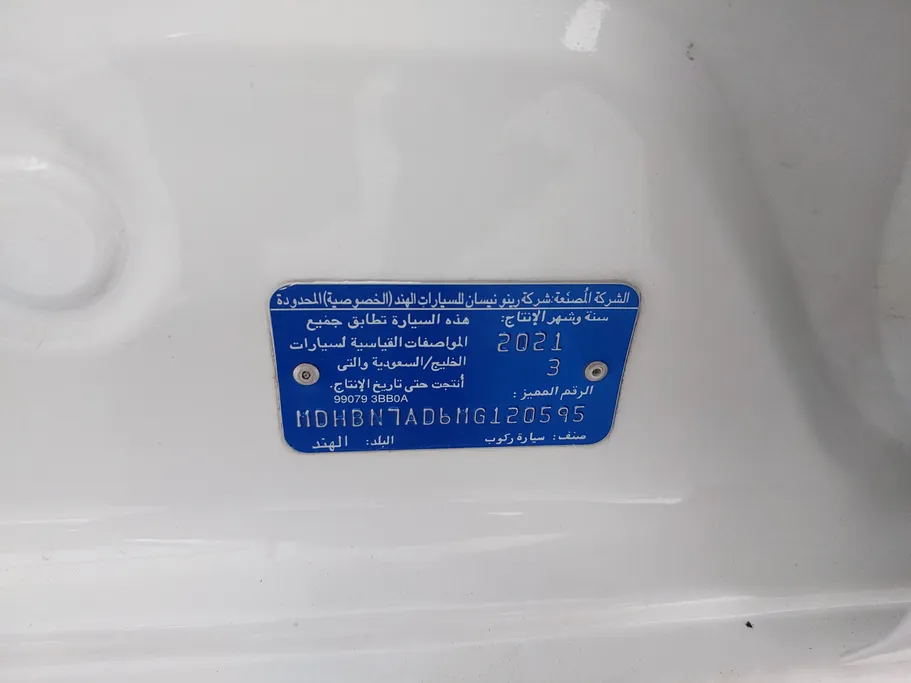 الشركة المُصنّعة: شركة رينو نيسان للسيارات الهند (الخصوصية) المحدودة
سنة وشهر الإنتاج:
2021
3
هذه السيارة تطابق جميع
المواصفات القياسية لسيارات
الخليج/السعودية والتى
أنتجت حتى تاريخ الإنتاج.
99079 3BB0A
الرقم المميز :
MDHBN7AD6MG120595
صنف: سيارة ركوب
البلد: الهند